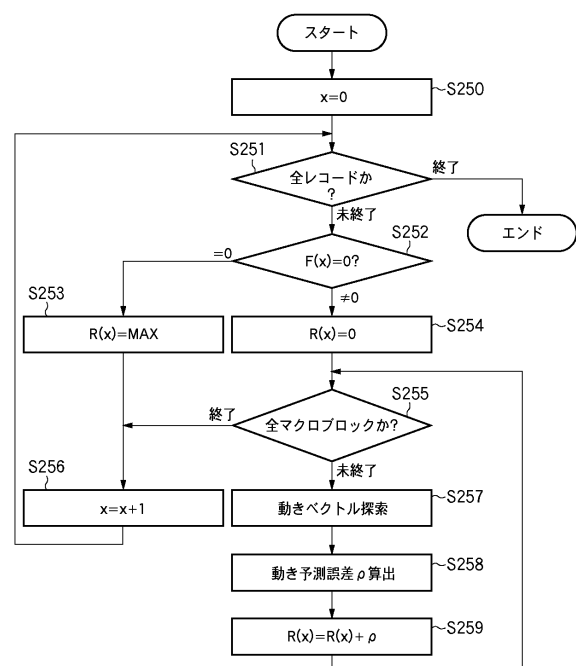 スタート
x=0
S250
S251
全レコードか
?
終了
エンド
未終了
S252
F(x)=0?
=0
≠0
S253
R(x)=MAX
R(x)=0
S254
S255
全マクロブロックか?
終了
未終了
S256
x=x+1
動きベクトル探索
S257
動き予測誤差ρ算出
S258
R(x)=R(x)+ρ
S259